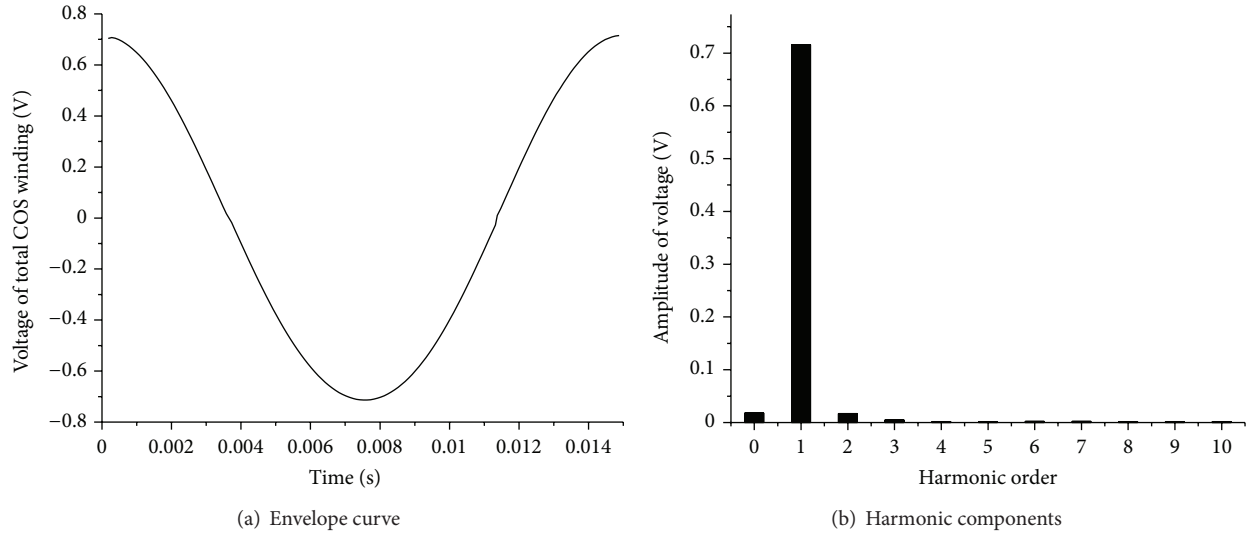 Voltage of total COS winding (V)
0.8
0.6
0.4
0.2
0
−0.2
−0.4
−0.6
−0.8
0 0.002 0.004 0.006 0.008 0.01 0.012 0.014
Time (s)
(a) Envelope curve
Amplitude of voltage (V)
0.7
0.6
0.5
0.4
0.3
0.2
0.1
0
0 1 2 3 4 5 6 7 8 9 10
Harmonic order
(b) Harmonic components